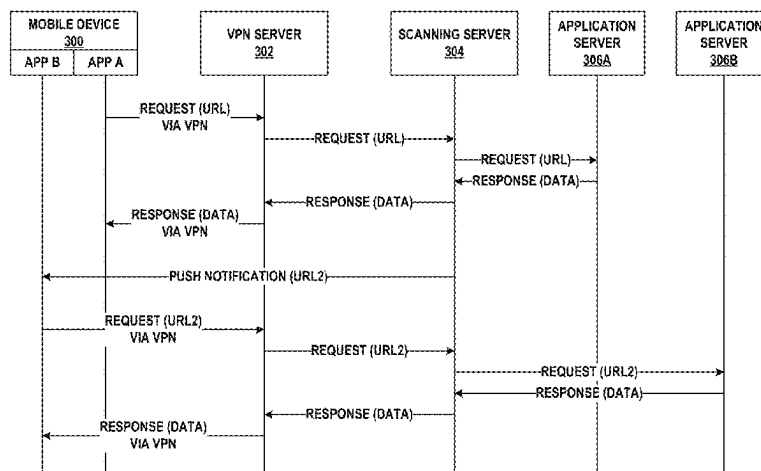 MOBILE DEVICE
300
APP B
APP A
VPN SERVER
302
SCANNING SERVER
304
APPLICATION
SERVER
306A
APPLICATION
SERVER
306B
REQUEST (URL)
VIA VPN
REQUEST (URL)
REQUEST (URL)
RESPONSE (DATA)
RESPONSE (DATA)
RESPONSE (DATA)
VIA VPN
PUSH NOTIFICATION (URL2)
REQUEST (URL2)
VIA VPN
REQUEST (URL2)
REQUEST (URL2)
RESPONSE (DATA)
RESPONSE (DATA)
RESPONSE (DATA)
VIA VPN